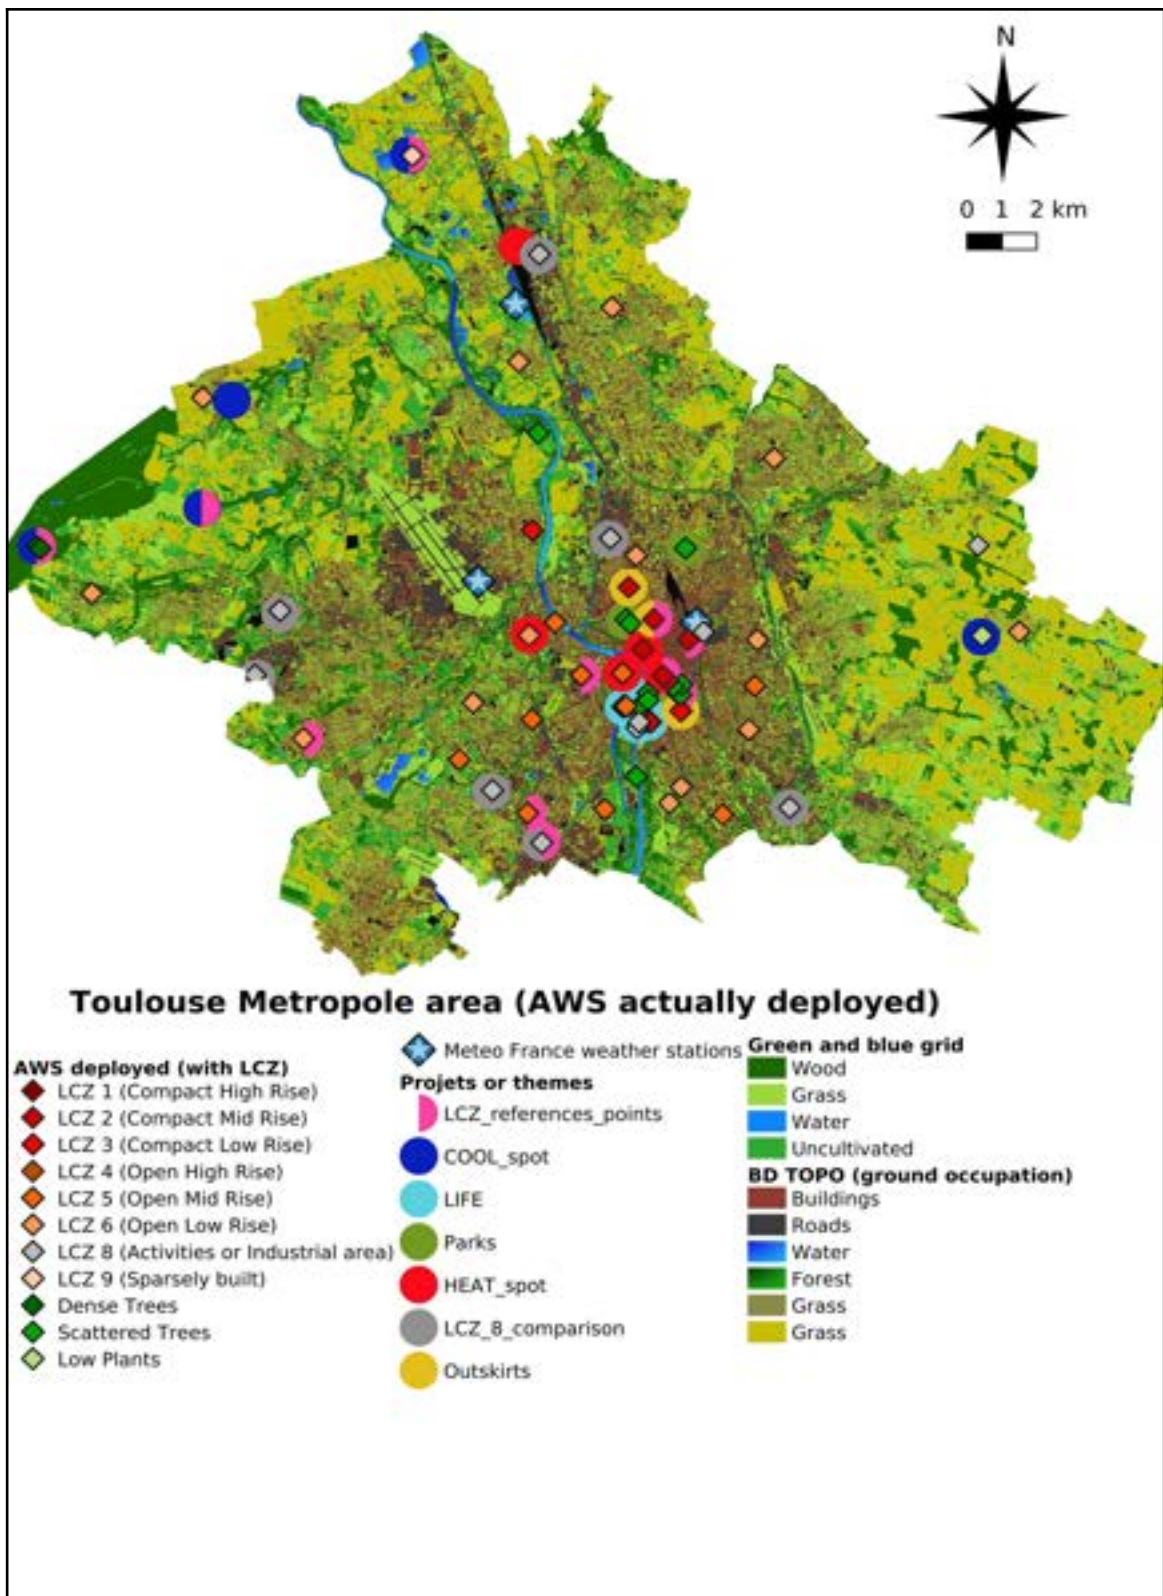 N
0 1 2 km
Toulouse Metropole area (AWS actually deployed)
AWS deployed (with LCZ)
LCZ 1 (Compact High Rise)
LCZ 2 (Compact Mid Rise)
LCZ 3 (Compact Low Rise)
LCZ 4 (Open High Rise)
LCZ 5 (Open Mid Rise)
LCZ 6 (Open Low Rise)
LCZ 8 (Activities or Industrial area)
LCZ 9 (Sparsely built)
Dense Trees
Scattered Trees
Low Plants
Meteo France weather stations
Projets or themes
LCZ_references_points
COOL_spot
LIFE
Parks
HEAT_spot
LCZ_8_comparison
Outskirts
Green and blue grid
Wood
Grass
Water
Uncultivated
BD TOPO (ground occupation)
Buildings
Roads
Water
Forest
Grass
Grass